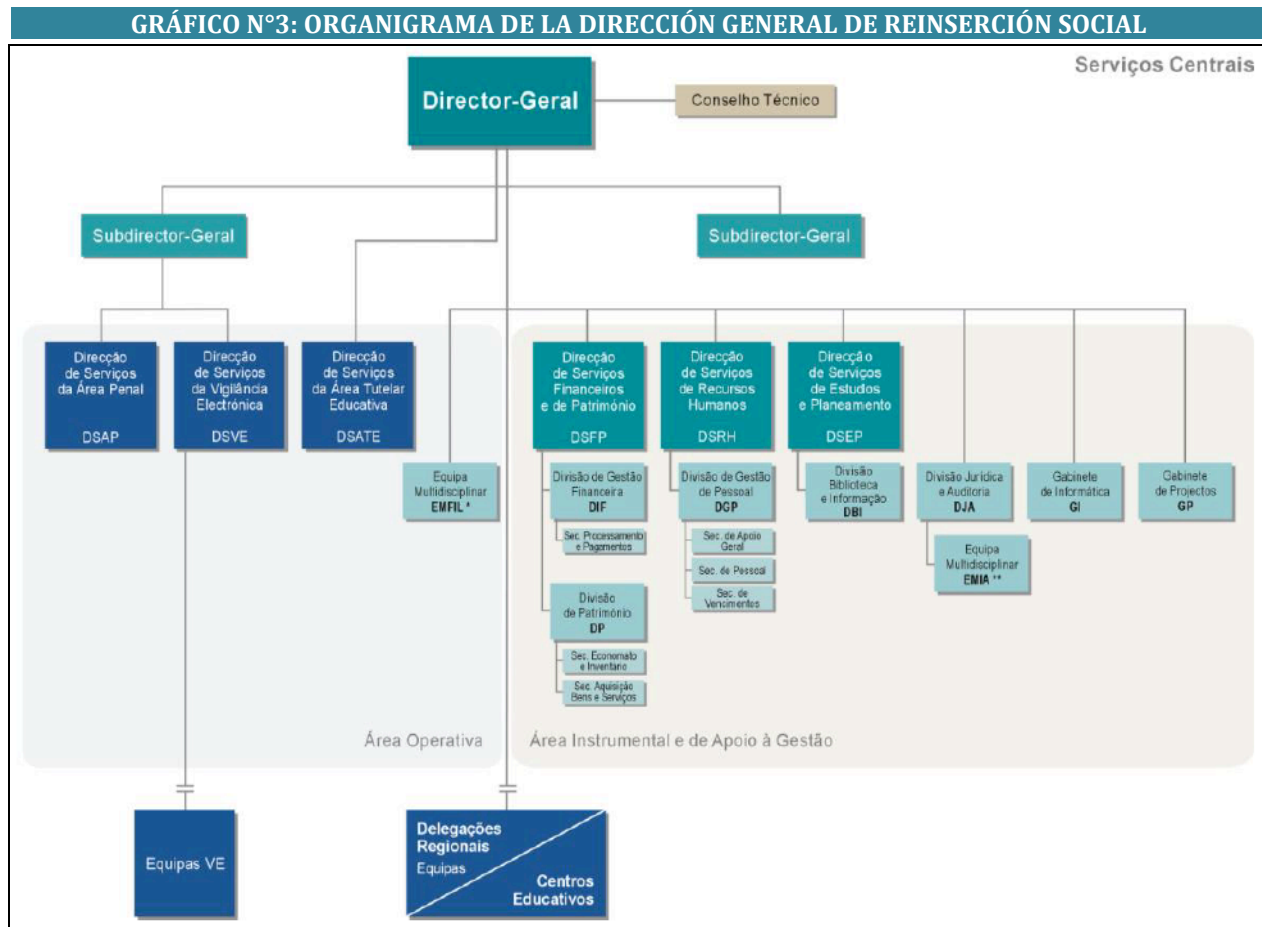 GRÁFICO N°3: ORGANIGRAMA DE LA DIRECCIÓN GENERAL DE REINSERCIÓN SOCIAL
Serviços Centrais
Director-Geral
Conselho Técnico
Subdirector-Geral
Subdirector-Geral
Direcção
de Serviços
da Área Penal
DSAP
Direcção
de Serviços
da Vigilância
Electrónica
DSVE
Direcção
de Serviços
da Área Tutelar
Educativa
DSATE
Equipa
Multidisciplinar
EMFIL *
Direcção
de Serviços
Financeiros
e de Património
DSFP
Divisão de Gestão
Financeira
DIF
Sec. Processamento
e Pagamentos
Divisão
de Património
DP
Sec. Economato
e Inventário
Sec. Aquisição
Bens e Serviços
Direcção
de Serviços
de Recursos
Humanos
DSRH
Divisão de Gestão
de Pessoal
DGP
Sec. de Apoio
Geral
Sec. de Pessoal
Sec. de
Vencimentos
Direcção
de Serviços
de Estudos
e Planeamento
DSEP
Divisão
Biblioteca
e Informação
DBI
Divisão Jurídica
e Auditoria
DJA
Equipa
Multidisciplinar
EMIA **
Gabinete
de Informática
GI
Gabinete
de Projectos
GP
Área Operativa
Área Instrumental e de Apoio à Gestão
Equipas VE
Delegações
Regionais
Equipas
Centros
Educativos